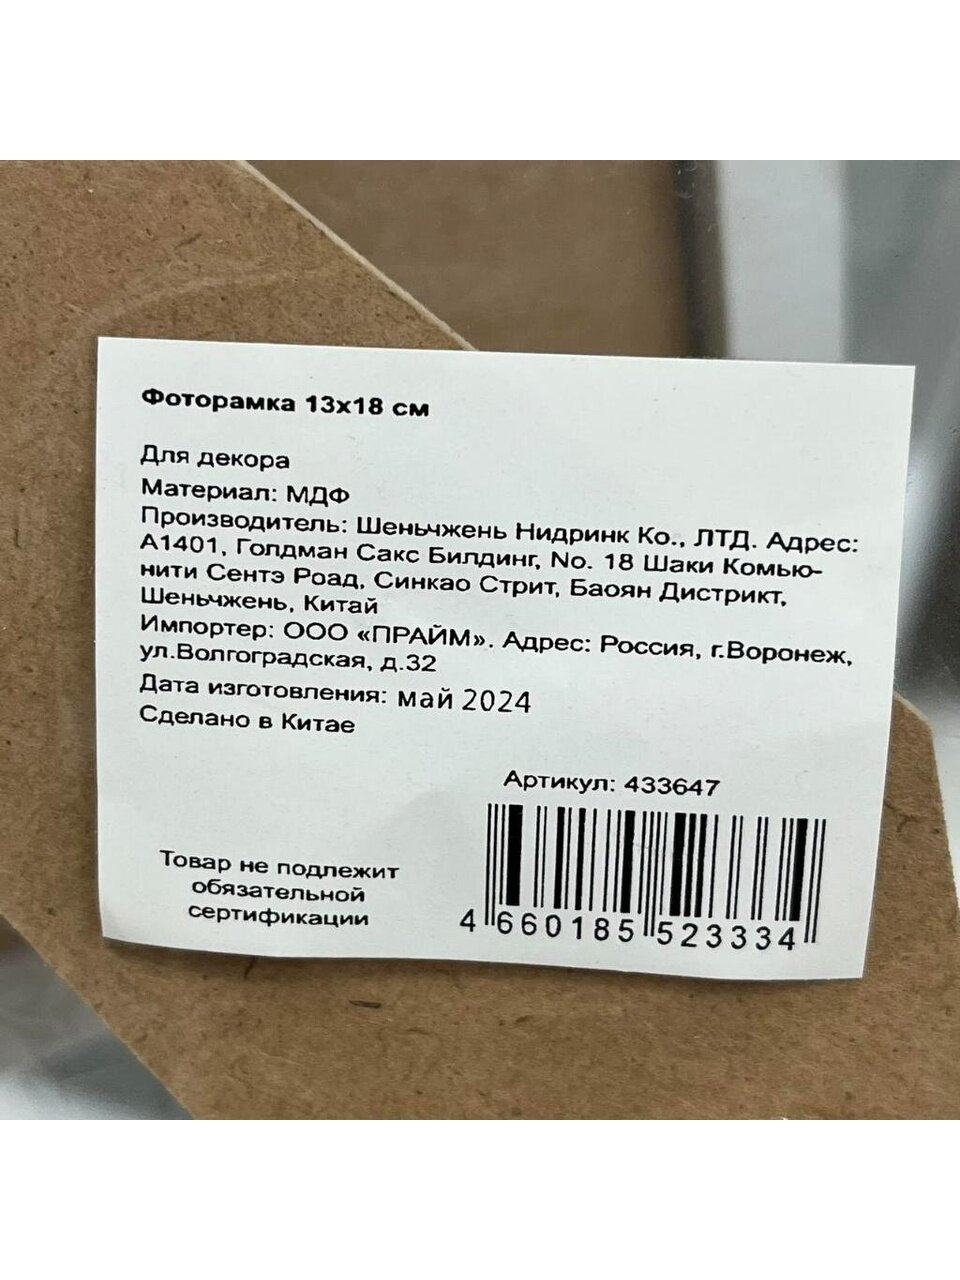 Фоторамка 13х18 см
Для декора
Материал: МДФ
Производитель: Шеньчжень Нидринк Ко., ЛТД. Адрес:
А1401, Голдман Сакс Билдинг, No. 18 Шаки Комью-
нити Сентэ Роад, Синкао Стрит, Баоян Дистрикт,
Шеньчжень, Китай
Импортер: ООО «ПРАЙМ». Адрес: Россия, г.Воронеж,
ул.Волгоградская, д.32
Дата изготовления: май 2024
Сделано в Китае
Артикул: 433647
Товар не подлежит
обязательной
сертификации
4 660185 523334